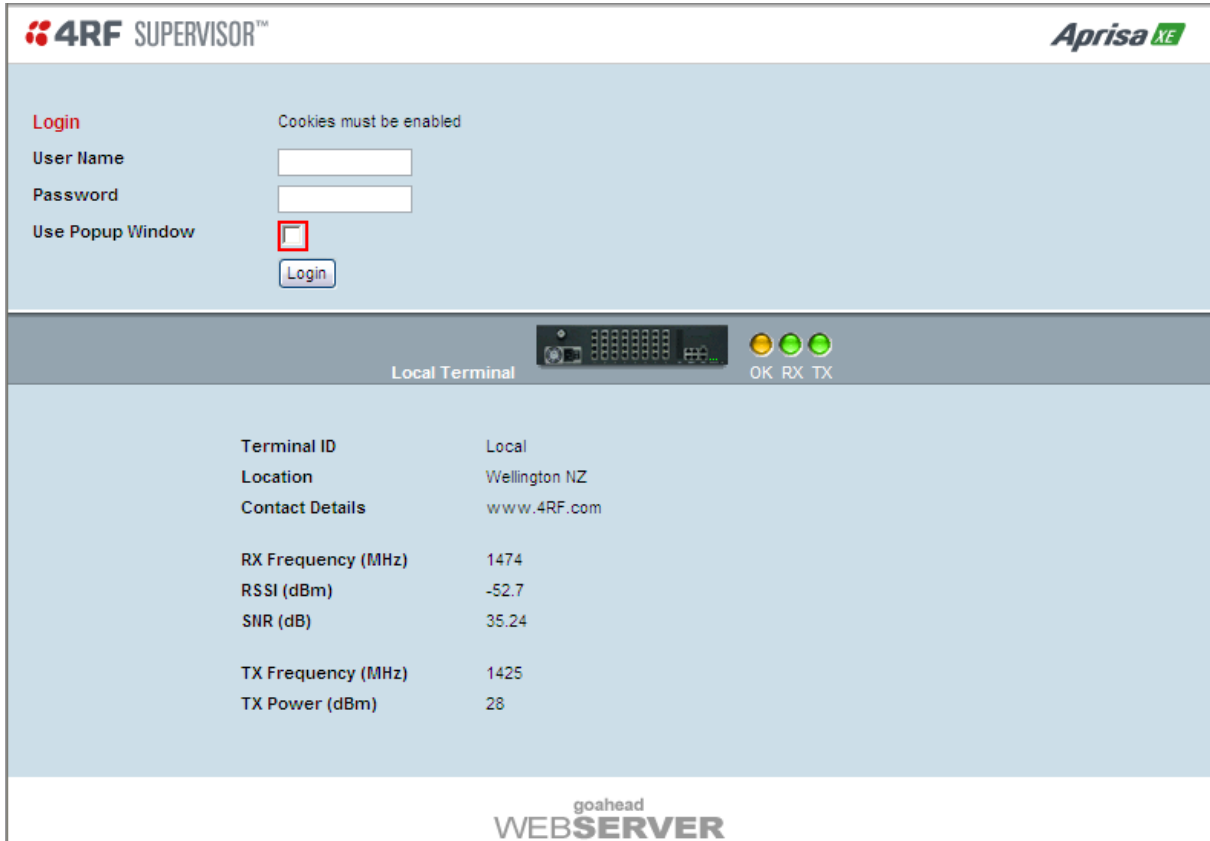 4RF SUPERVISOR™
Aprisa XE
Login Cookies must be enabled
User Name
Password
Use Popup Window
Login
Local Terminal OK RX TX
Terminal ID Local
Location Wellington NZ
Contact Details www.4RF.com
RX Frequency (MHz) 1474
RSSI (dBm) -52.7
SNR (dB) 35.24
TX Frequency (MHz) 1425
TX Power (dBm) 28
goahead
WEBSERVER